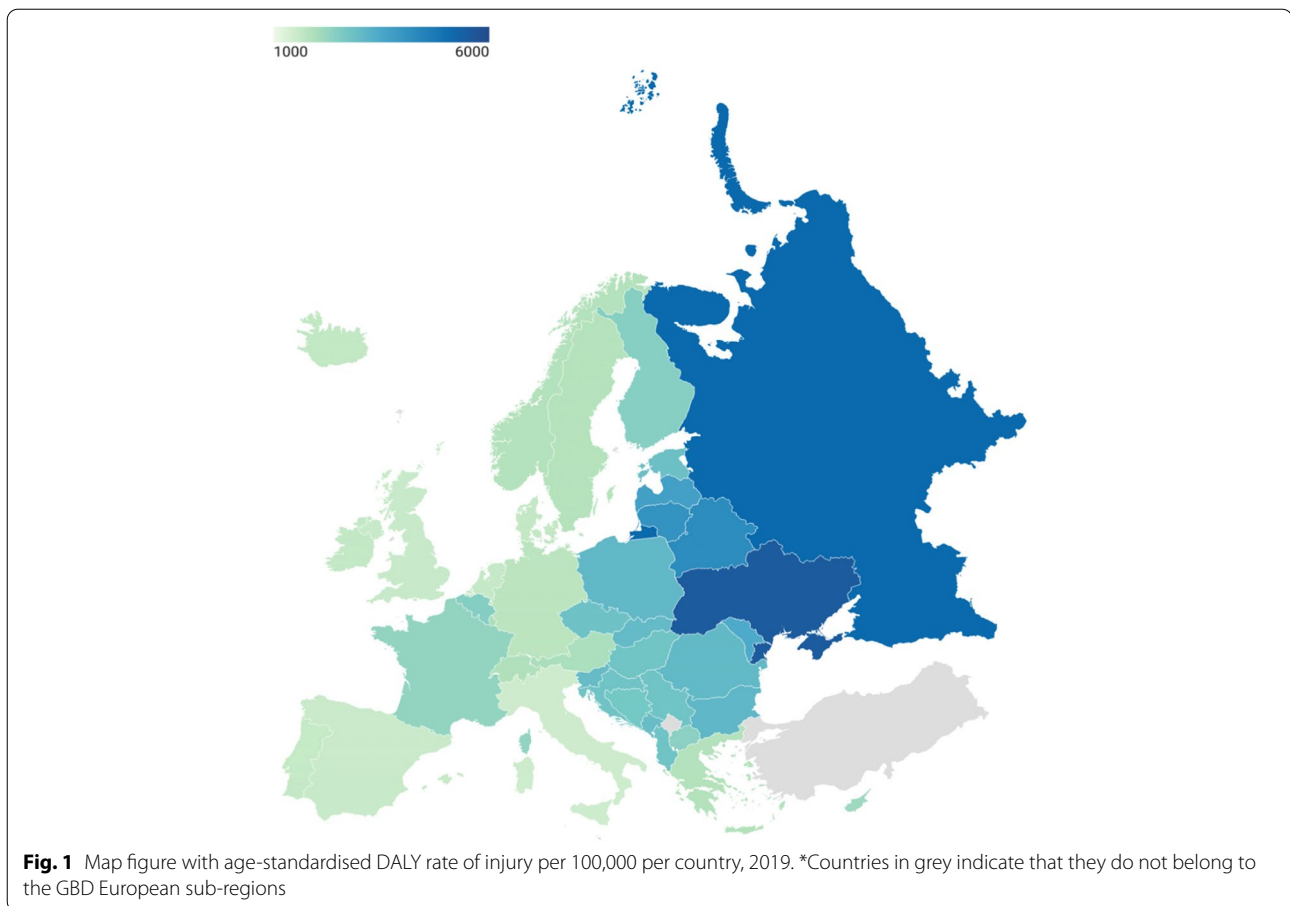 1000 6000
Fig. 1 Map figure with age-standardised DALY rate of injury per 100,000 per country, 2019. *Countries in grey indicate that they do not belong to
the GBD European sub-regions